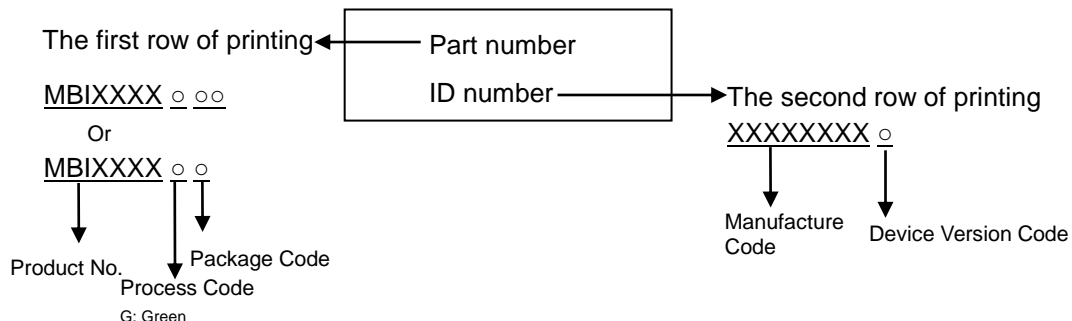 The first row of printing
Part number
ID number
The second row of printing
MBIXXXX ○ ○○
Or
MBIXXXX ○ ○
XXXXXXXX ○
Product No.
Process Code
G: Green
Package Code
Manufacture
Code
Device Version Code